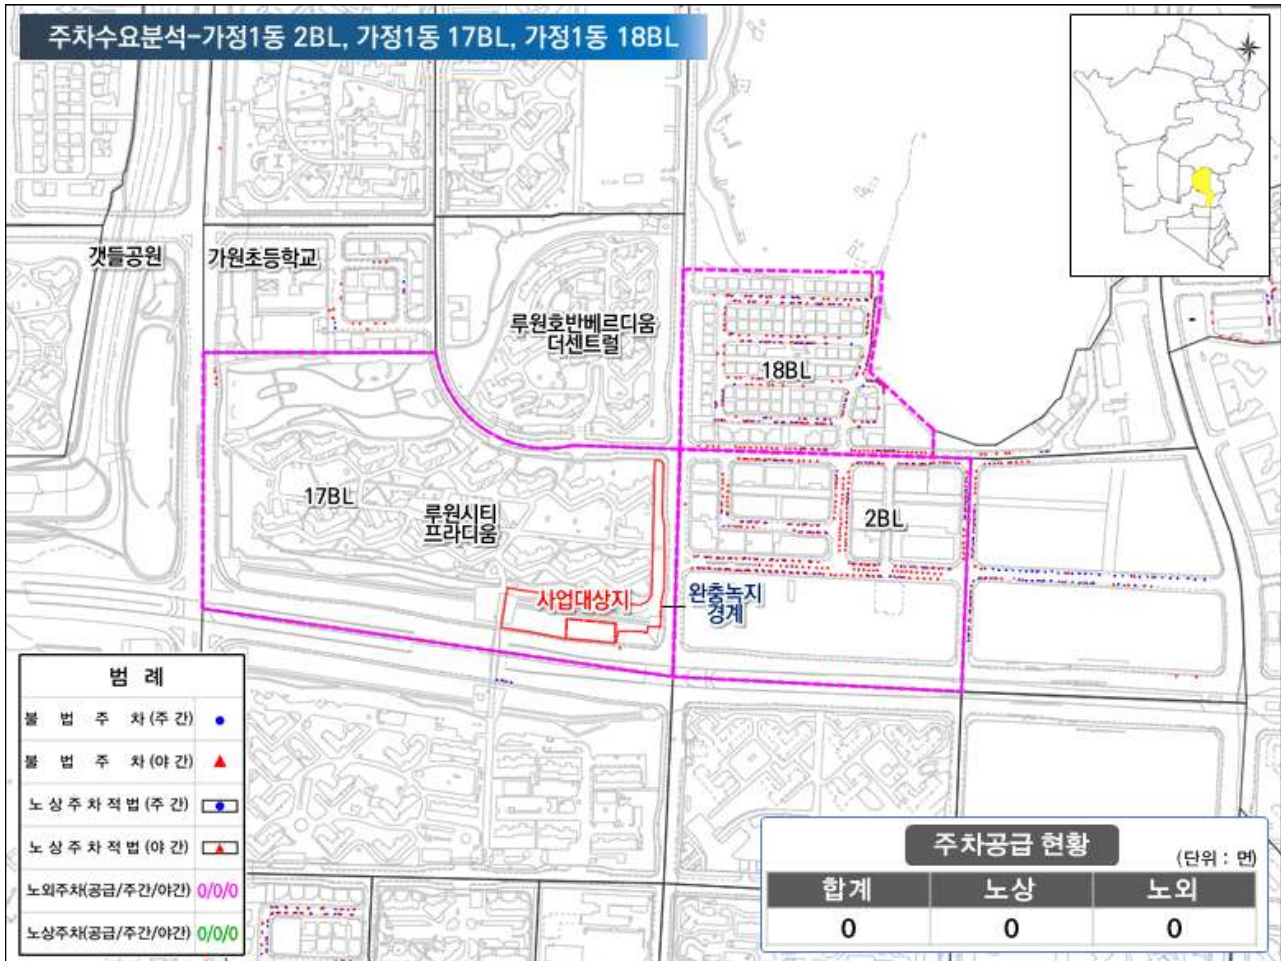 주차수요분석-가정1동 2BL, 가정1동 17BL, 가정1동 18BL
갯들공원
가원초등학교
루원호반베르디움
더센트럴
18BL
17BL
루원시티
프라디움
2BL
사업대상지
완충녹지
경계
범 례
불 법 주 차 (주 간)
불 법 주 차 (야 간)
노 상 주 차 적 법 (주 간)
노 상 주 차 적 법 (야 간)
노외주차(공급/주간/야간) 0/0/0
노상주차(공급/주간/야간) 0/0/0
주차공급 현황
(단위 : 면)
합계 노상 노외
0 0 0